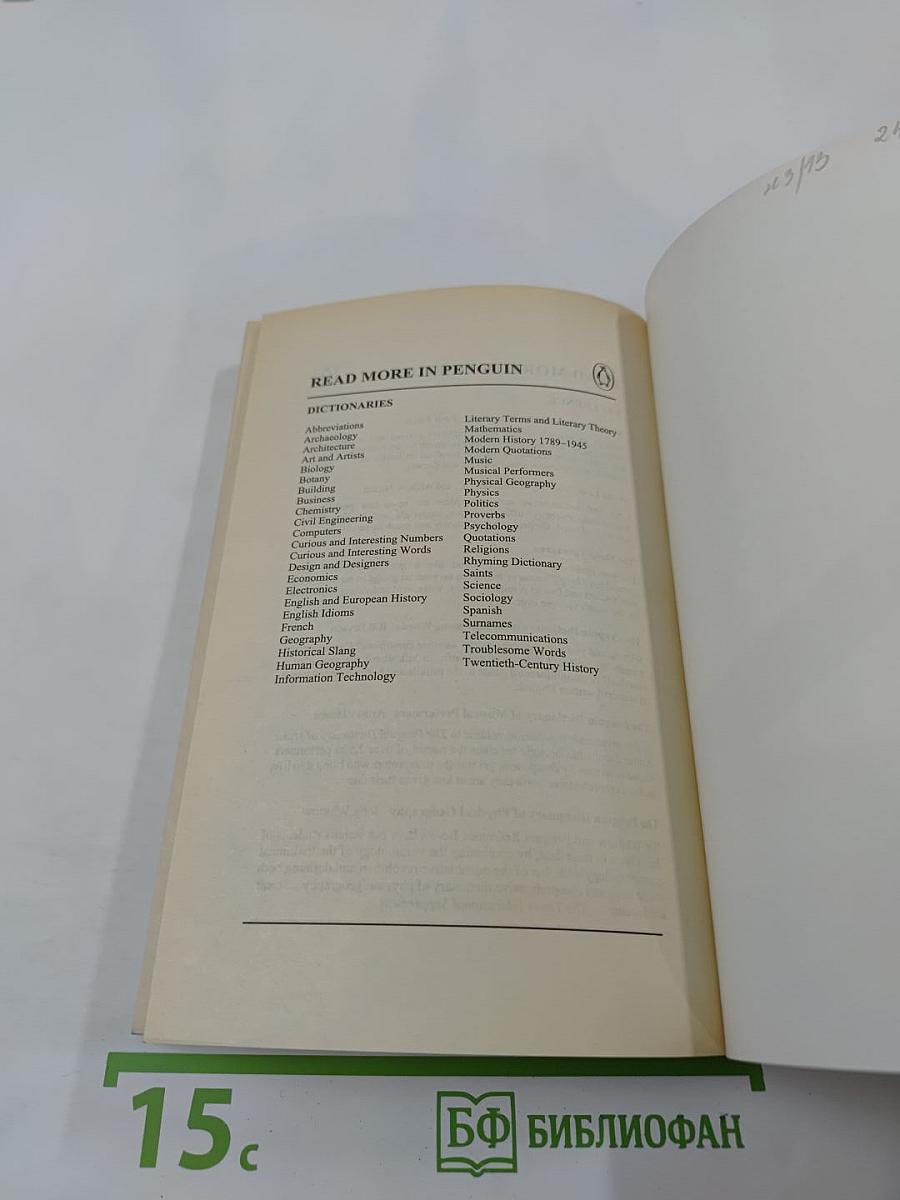 READ MORE IN PENGUIN
DICTIONARIES
Abbreviations
Archaeology
Architecture
Art and Artists
Biology
Botany
Building
Business
Chemistry
Civil Engineering
Computers
Curious and Interesting Numbers
Curious and Interesting Words
Design and Designers
Economics
Electronics
English and European History
English Idioms
French
Geography
Historical Slang
Human Geography
Information Technology
Literary Terms and Literary Theory
Mathematics
Modern History 1789–1945
Modern Quotations
Music
Musical Performers
Physical Geography
Physics
Politics
Proverbs
Psychology
Quotations
Religions
Rhyming Dictionary
Saints
Science
Sociology
Spanish
Surnames
Telecommunications
Troublesome Words
Twentieth-Century History
15 с
БФ БИБЛИОФАН